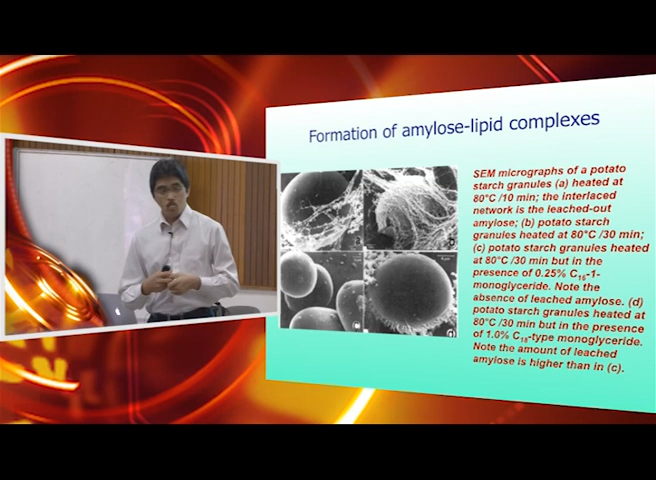 Formation of amylose-lipid complexes
SEM micrographs of a potato
starch granules (a) heated at
80°C /10 min; the interlaced
network is the leached-out
amylose; (b) potato starch
granules heated at 80°C /30 min;
(c) potato starch granules heated
at 80°C /30 min but in the
presence of 0.25% C16-1-
monoglyceride. Note the
absence of leached amylose. (d)
potato starch granules heated at
80°C /30 min but in the presence
of 1.0% C18-type monoglyceride.
Note the amount of leached
amylose is higher than in (c).
a
b
c
d